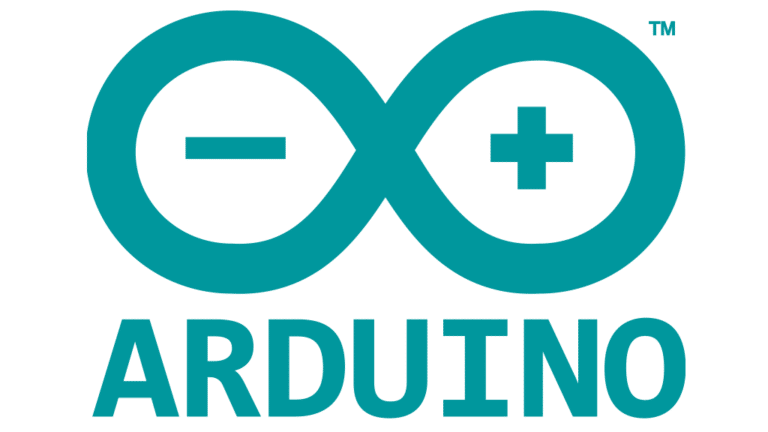 ™
− +
ARDUINO